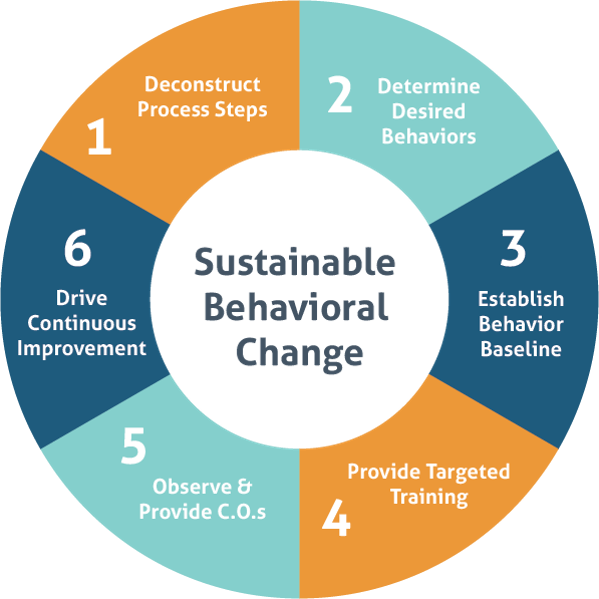 Sustainable
Behavioral
Change
1
Deconstruct
Process Steps
2
Determine
Desired
Behaviors
3
Establish
Behavior
Baseline
4
Provide Targeted
Training
5
Observe &
Provide C.O.s
6
Drive
Continuous
Improvement